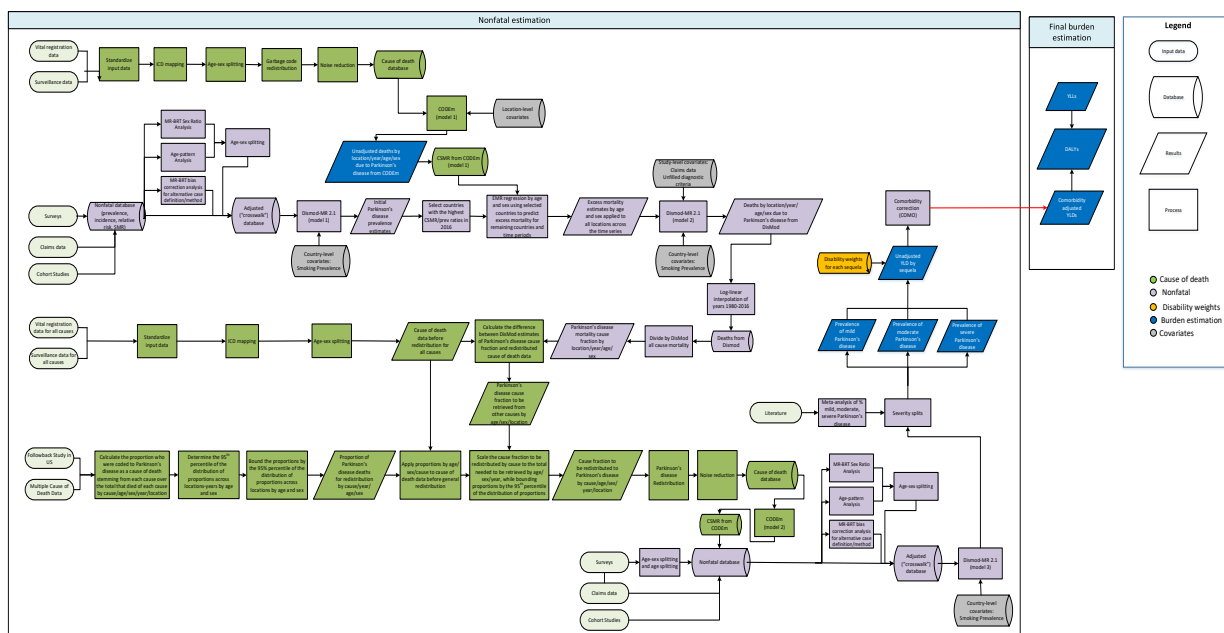 Nonfatal estimation
Final burden
estimation
Legend
Input data
Database
Results
Process
Cause of death
Nonfatal
Disability weights
Burden estimation
Covariates
Vital registration
data
Surveillance data
Standardize
input data
ICD mapping
Age-sex splitting
Garbage code
redistribution
Noise reduction
Cause of death
database
CODEm
(model 1)
Location-level
covariates
Unadjusted deaths by
location/year/age/sex
due to Parkinson's
disease from CODEm
CSMR from CODEm
(model 1)
MR-BRT Sex Ratio
Analysis
Age-pattern
Analysis
MR-BRT bias
correction analysis
for alternative case
definition/method
Age-sex splitting
Surveys
Claims data
Cohort Studies
Nonfatal database
(prevalence,
incidence, relative
risk, SMR)
Adjusted
("crosswalk")
database
Dismod-MR 2.1
(model 1)
Country-level
covariates:
Smoking Prevalence
Initial
Parkinson's
disease
prevalence
estimates
Select countries
with the highest
CSMR/prev ratios in
2016
EMR regression by age
and sex using selected
countries to predict
excess mortality for
remaining countries and
time periods
Excess mortality
estimates by age
and sex applied to
all locations across
the time series
Study-level covariates:
Claims data
Unfilled diagnostic
criteria
Dismod-MR 2.1
(model 2)
Country-level
covariates:
Smoking Prevalence
Deaths by location/year/
age/sex due to
Parkinson's
disease from DisMod
Log-linear
interpolation of
years 1980-2016
Deaths from
Dismod
Divide by DisMod
all cause mortality
Parkinson's disease
mortality cause
fraction by
location/year/age/
sex
Calculate the difference
between DisMod estimates
of Parkinson's disease cause
fraction and redistributed
cause of death data
Cause of death
data before
redistribution for
all causes
Vital registration
data for all causes
Surveillance data for
all causes
Standardize
input data
ICD mapping
Age-sex splitting
Parkinson's
disease cause
fraction to be
retrieved from
other causes by
age/sex/location
Followback Study in
US
Multiple Cause of
Death Data
Calculate the proportion who
were coded to Parkinson's
disease as a cause of death
stemming from each cause over
the total that died of each
cause by cause/age/sex/year/location
Determine the 95th
percentile of the
distribution of
proportions across
locations-years by age
and sex
Bound the proportions by
the 95% percentile of the
distribution of
proportions across
locations by age and sex
Proportion of
Parkinson's
disease deaths
for redistribution
by cause/year/
age/sex
Apply proportions by age/
sex/cause to cause of
death data before general
redistribution
Scale the cause fraction to
be redistributed by cause to the total
needed to be retrieved by age/
sex/year, while bounding
proportions by the 95th percentile
of the distribution of proportions
Cause fraction to
be redistributed to
Parkinson's disease
by cause/age/sex/
year/location
Parkinson's
disease
Redistribution
Noise reduction
Cause of death
database
CODEm
(model 2)
CSMR from
CODEm
Surveys
Claims data
Cohort Studies
Age-sex splitting
and age splitting
Nonfatal database
MR-BRT Sex Ratio
Analysis
Age-pattern
Analysis
MR-BRT bias
correction analysis
for alternative case
definition/method
Age-sex splitting
Adjusted
("crosswalk")
database
Dismod-MR 2.1
(model 3)
Country-level
covariates:
Smoking Prevalence
Literature
Meta-analysis of %
mild, moderate,
severe Parkinson's
disease
Severity splits
Prevalence
of mild
Parkinson's
disease
Prevalence of
moderate
Parkinson's
disease
Prevalence of
severe
Parkinson's
disease
Disability weights
for each sequela
Unadjusted
YLD by
sequela
Comorbidity
correction
(COMO)
YLLs
DALYs
Comorbidity
adjusted
YLDs